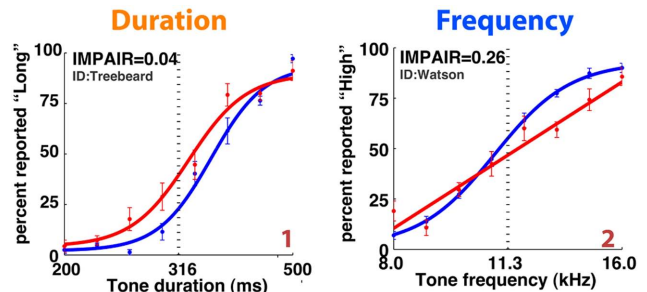 Duration
percent reported "Long"
100
75
50
25
0
IMPAIR=0.04
ID:Treebeard
1
200
316
500
Tone duration (ms)
Frequency
percent reported "High"
100
75
50
25
0
IMPAIR=0.26
ID:Watson
2
8.0
11.3
16.0
Tone frequency (kHz)